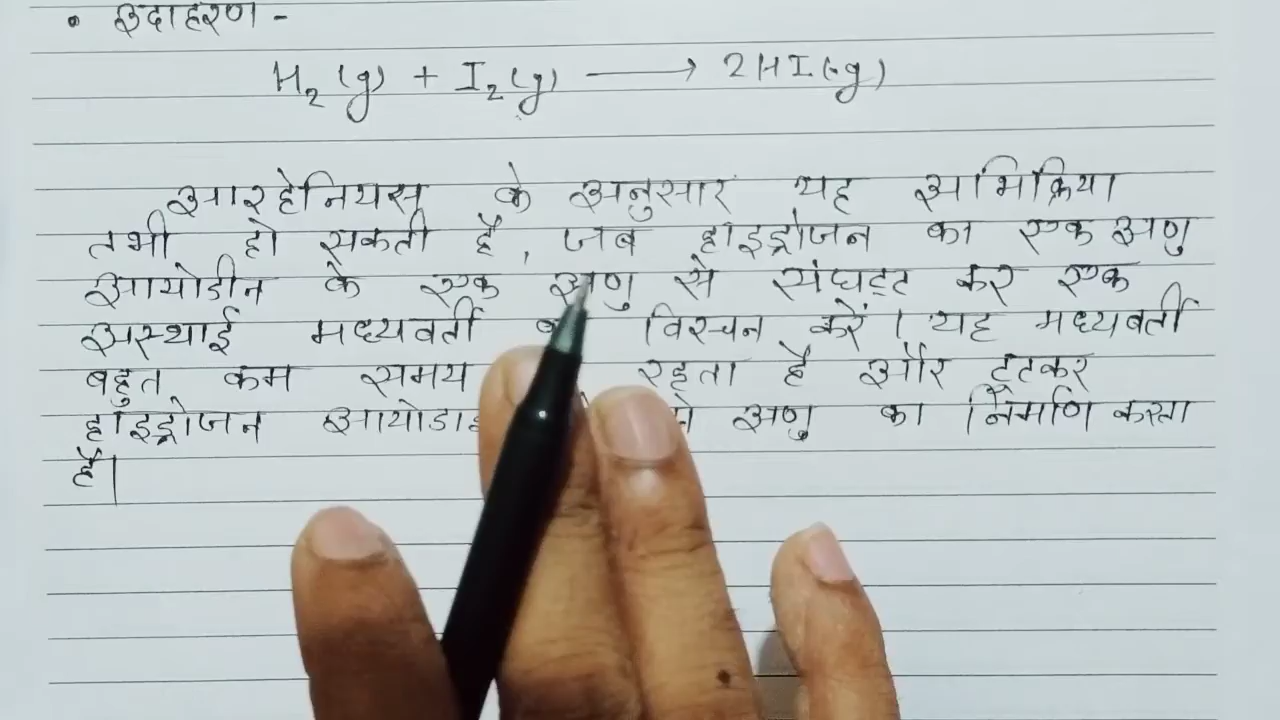 • उदाहरण -
H₂(g) + I₂(g) ⟶ 2HI(g)
आरहेनियस के अनुसार यह अभिक्रिया
तभी हो सकती है, जब हाइड्रोजन का एक अणु
आयोडीन के एक अणु से संघट्ट कर एक
अस्थाई मध्यवर्ती विरचन करें। यह मध्यवर्ती
बहुत कम समय रहता है और टूटकर
हाइड्रोजन अणु का निर्माण करता
है।